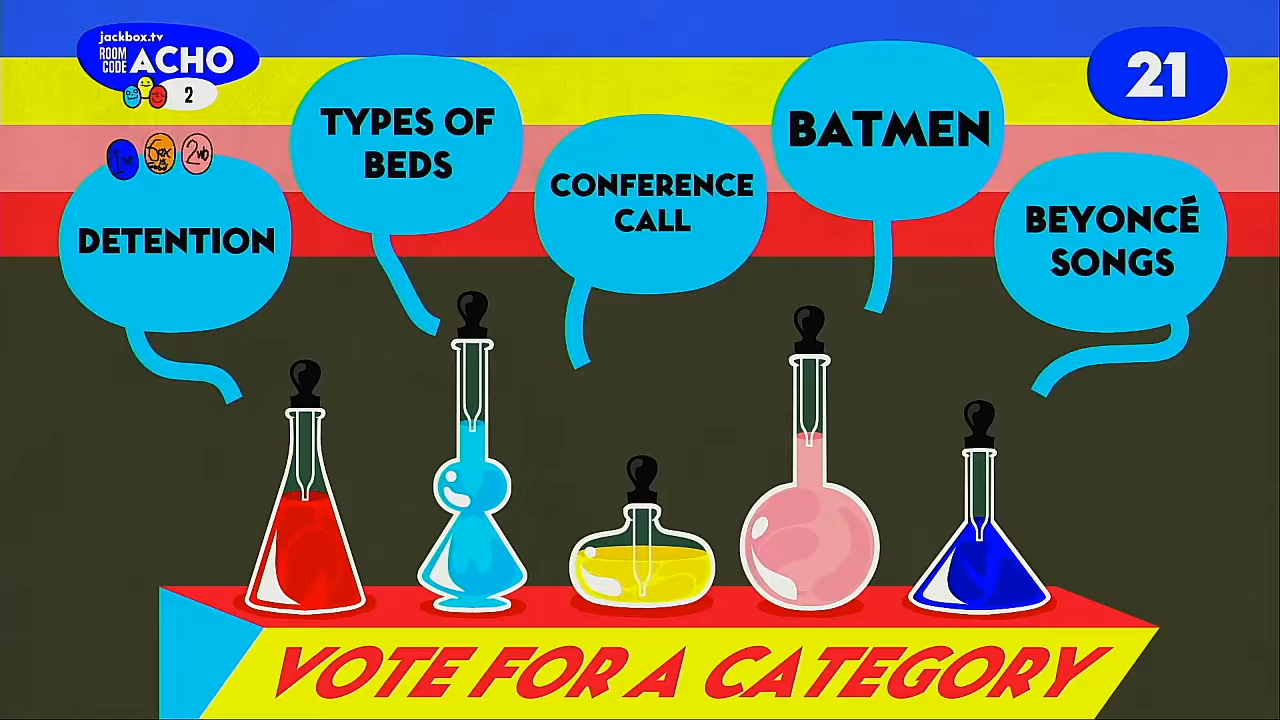 jackbox.tv
ROOM CODE ACHO
2
21
TYPES OF
BEDS
BATMEN
CONFERENCE
CALL
DETENTION
BEYONCÉ
SONGS
VOTE FOR A CATEGORY